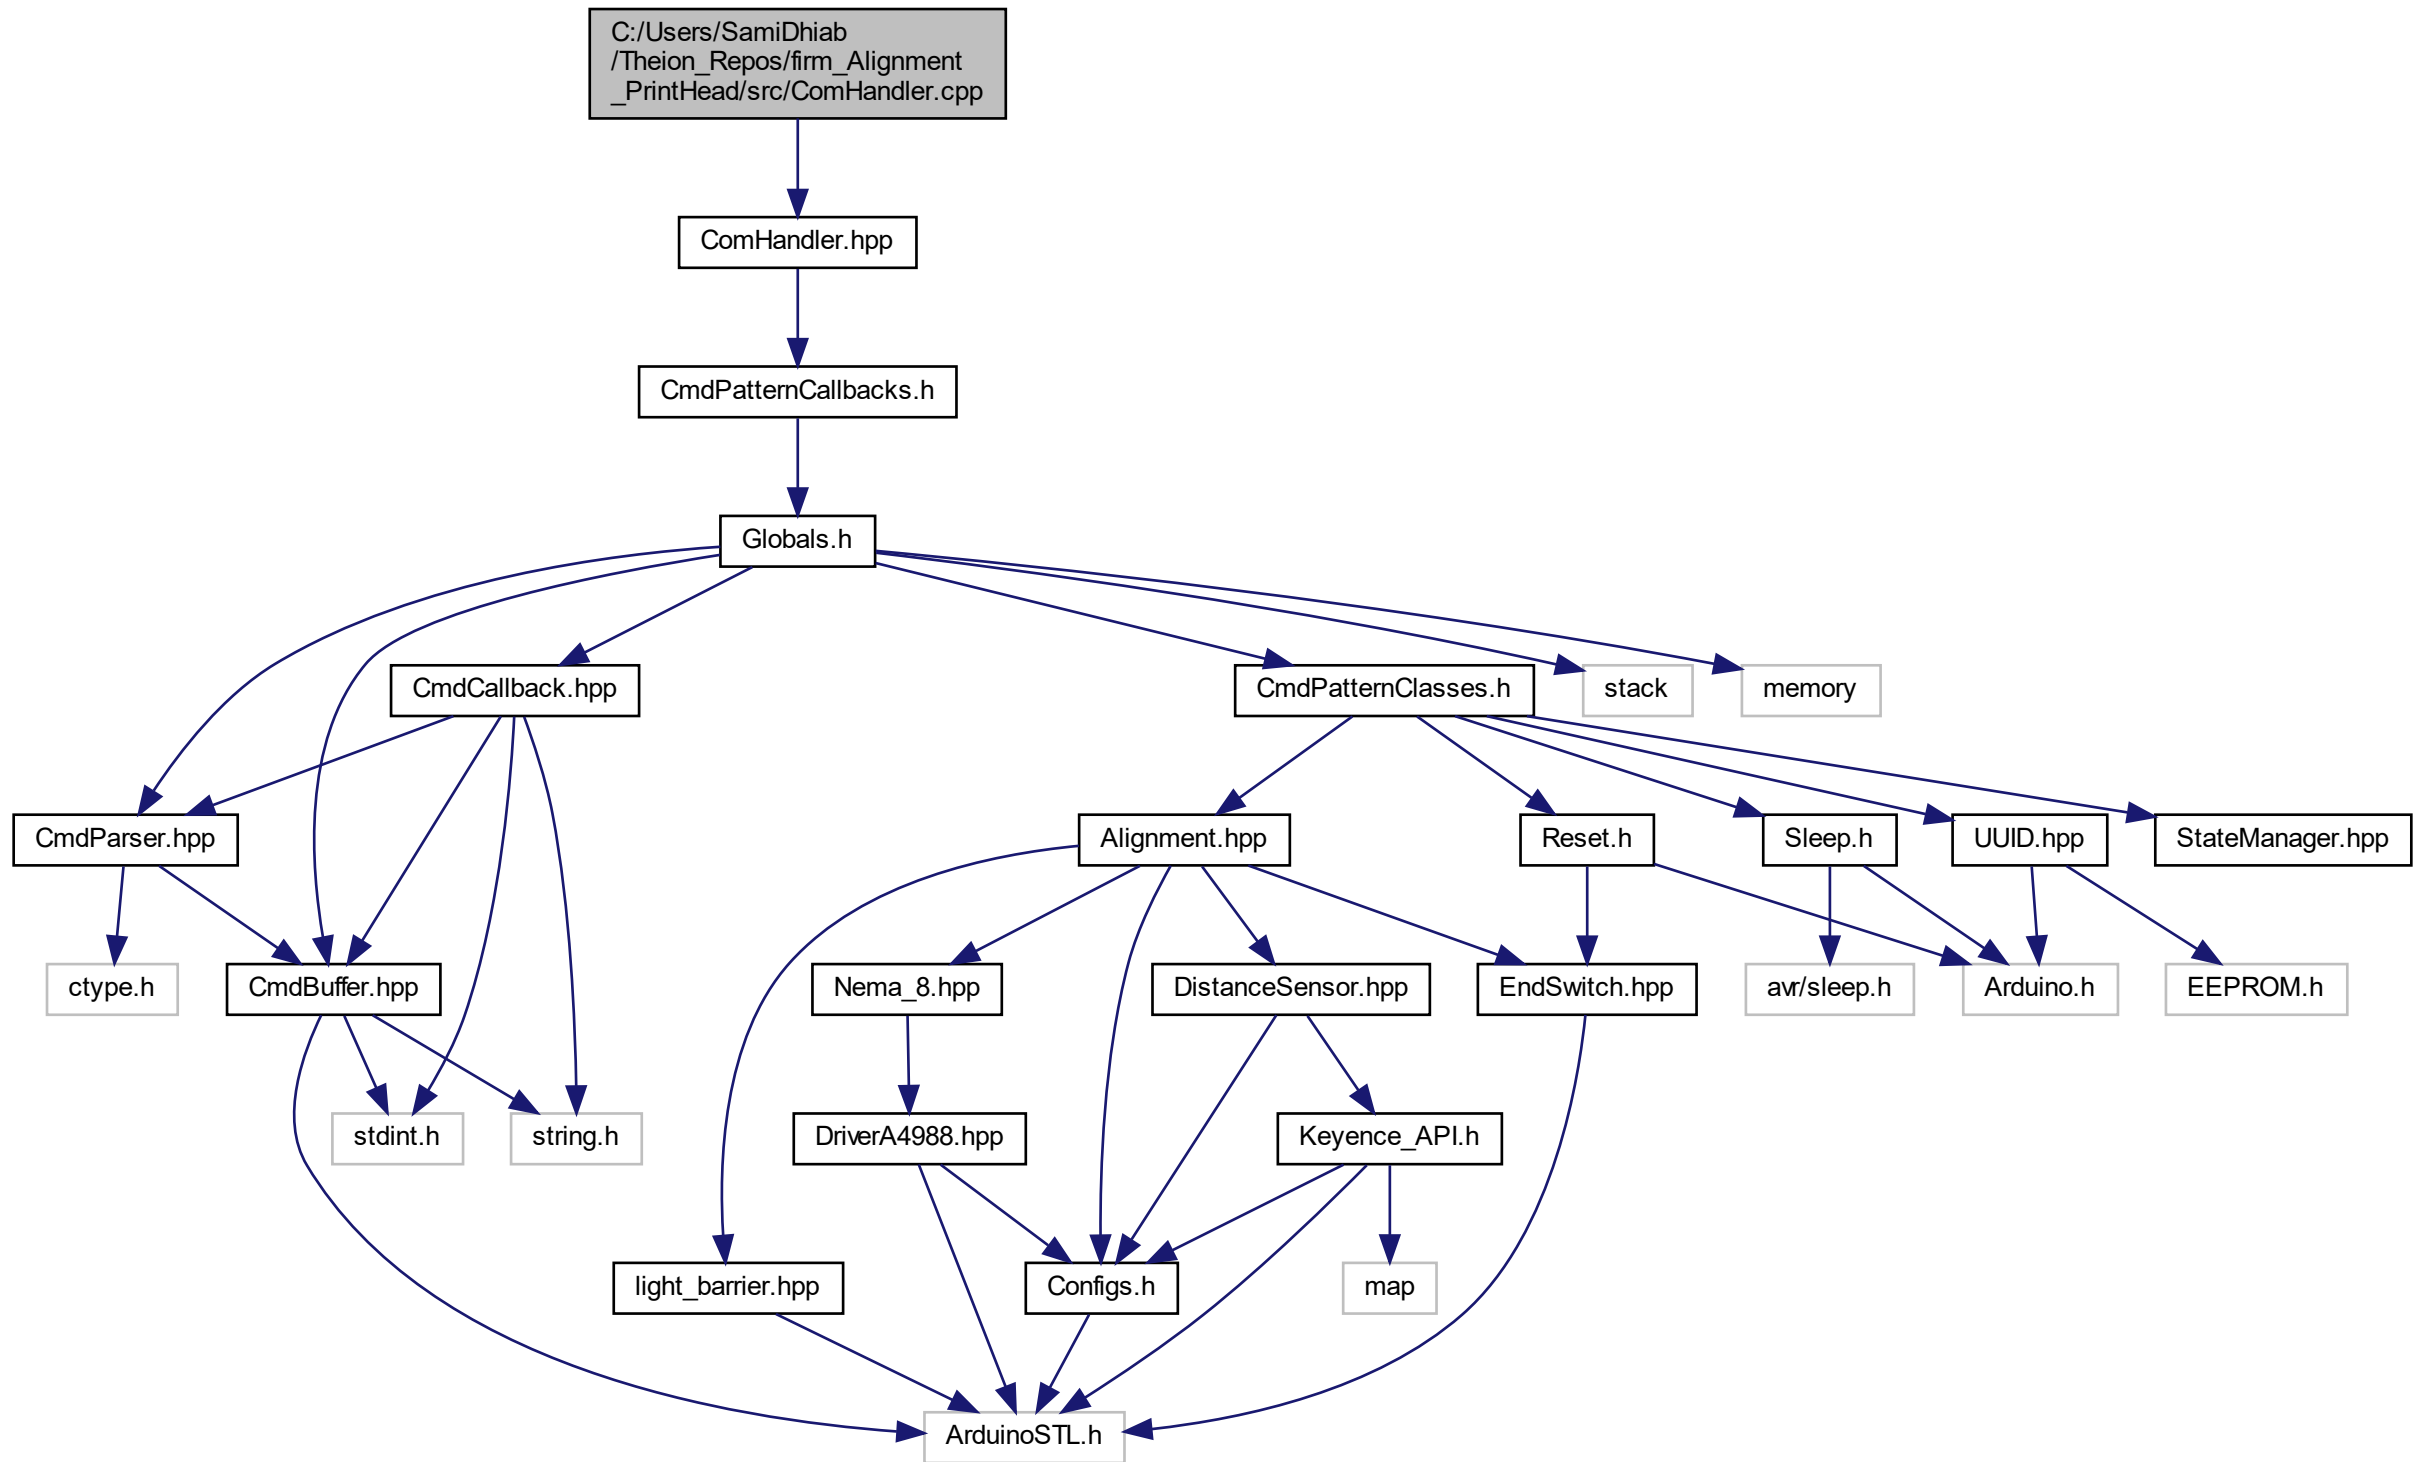 C:/Users/SamiDhiab
/Theion_Repos/firm_Alignment
_PrintHead/src/ComHandler.cpp
ComHandler.hpp
CmdPatternCallbacks.h
Globals.h
CmdCallback.hpp
CmdPatternClasses.h
stack
memory
CmdParser.hpp
Alignment.hpp
Reset.h
Sleep.h
UUID.hpp
StateManager.hpp
ctype.h
CmdBuffer.hpp
Nema_8.hpp
DistanceSensor.hpp
EndSwitch.hpp
avr/sleep.h
Arduino.h
EEPROM.h
stdint.h
string.h
DriverA4988.hpp
Keyence_API.h
light_barrier.hpp
Configs.h
map
ArduinoSTL.h